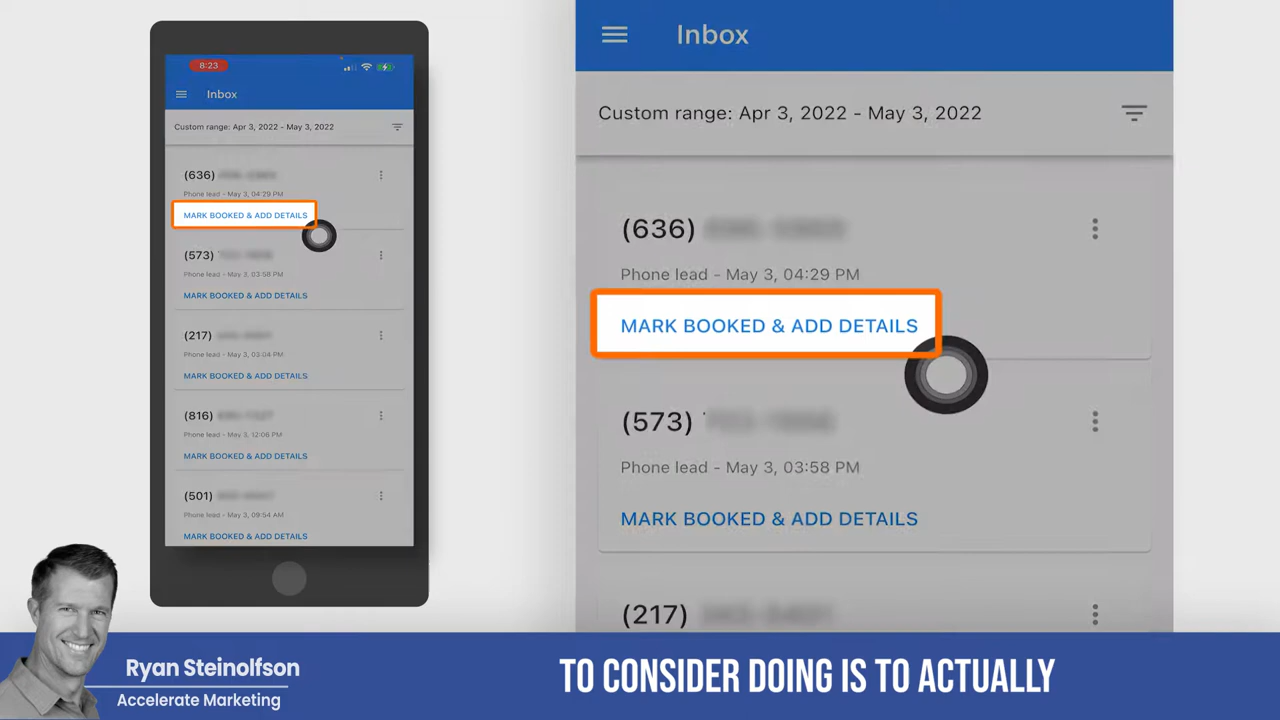 8:23
Inbox
Custom range: Apr 3, 2022 - May 3, 2022
(636)
Phone lead - May 3, 04:29 PM
MARK BOOKED & ADD DETAILS
(573)
Phone lead - May 3, 03:58 PM
MARK BOOKED & ADD DETAILS
(217)
Phone lead - May 3, 03:04 PM
MARK BOOKED & ADD DETAILS
(816)
Phone lead - May 3, 12:06 PM
MARK BOOKED & ADD DETAILS
(501)
Phone lead - May 3, 09:54 AM
MARK BOOKED & ADD DETAILS
Inbox
Custom range: Apr 3, 2022 - May 3, 2022
(636)
Phone lead - May 3, 04:29 PM
MARK BOOKED & ADD DETAILS
(573)
Phone lead - May 3, 03:58 PM
MARK BOOKED & ADD DETAILS
(217)
Ryan Steinolfson
Accelerate Marketing
TO CONSIDER DOING IS TO ACTUALLY